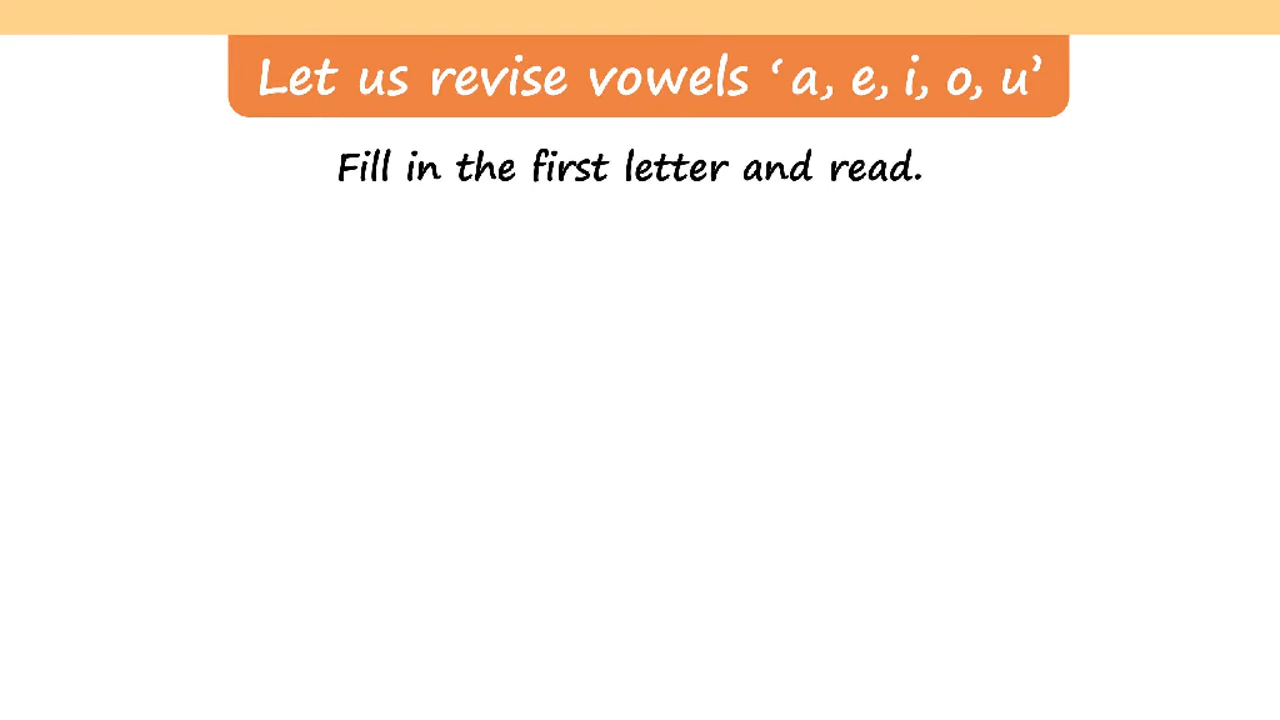 Let us revise vowels ‘a, e, i, o, u’
Fill in the first letter and read.